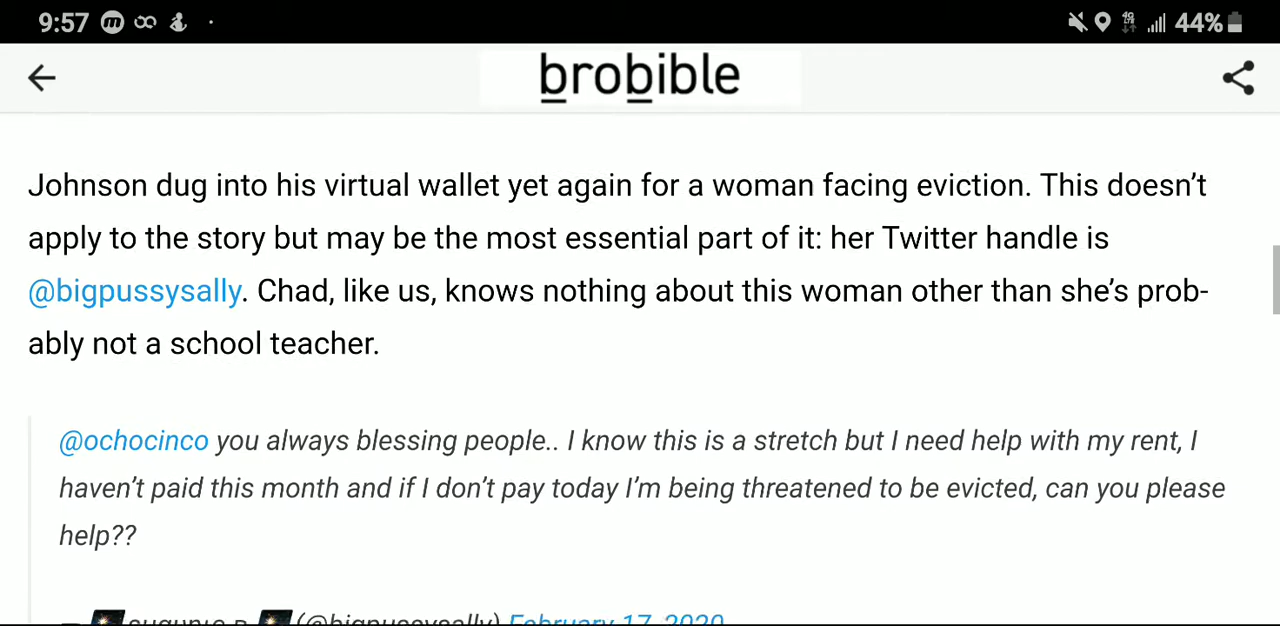 9:57
44%
brobible
Johnson dug into his virtual wallet yet again for a woman facing eviction. This doesn't
apply to the story but may be the most essential part of it: her Twitter handle is
@bigpussysally. Chad, like us, knows nothing about this woman other than she's prob-
ably not a school teacher.
@ochocinco you always blessing people.. I know this is a stretch but I need help with my rent, I
haven't paid this month and if I don't pay today I'm being threatened to be evicted, can you please
help??
(@bigpussysally) February 17, 2020